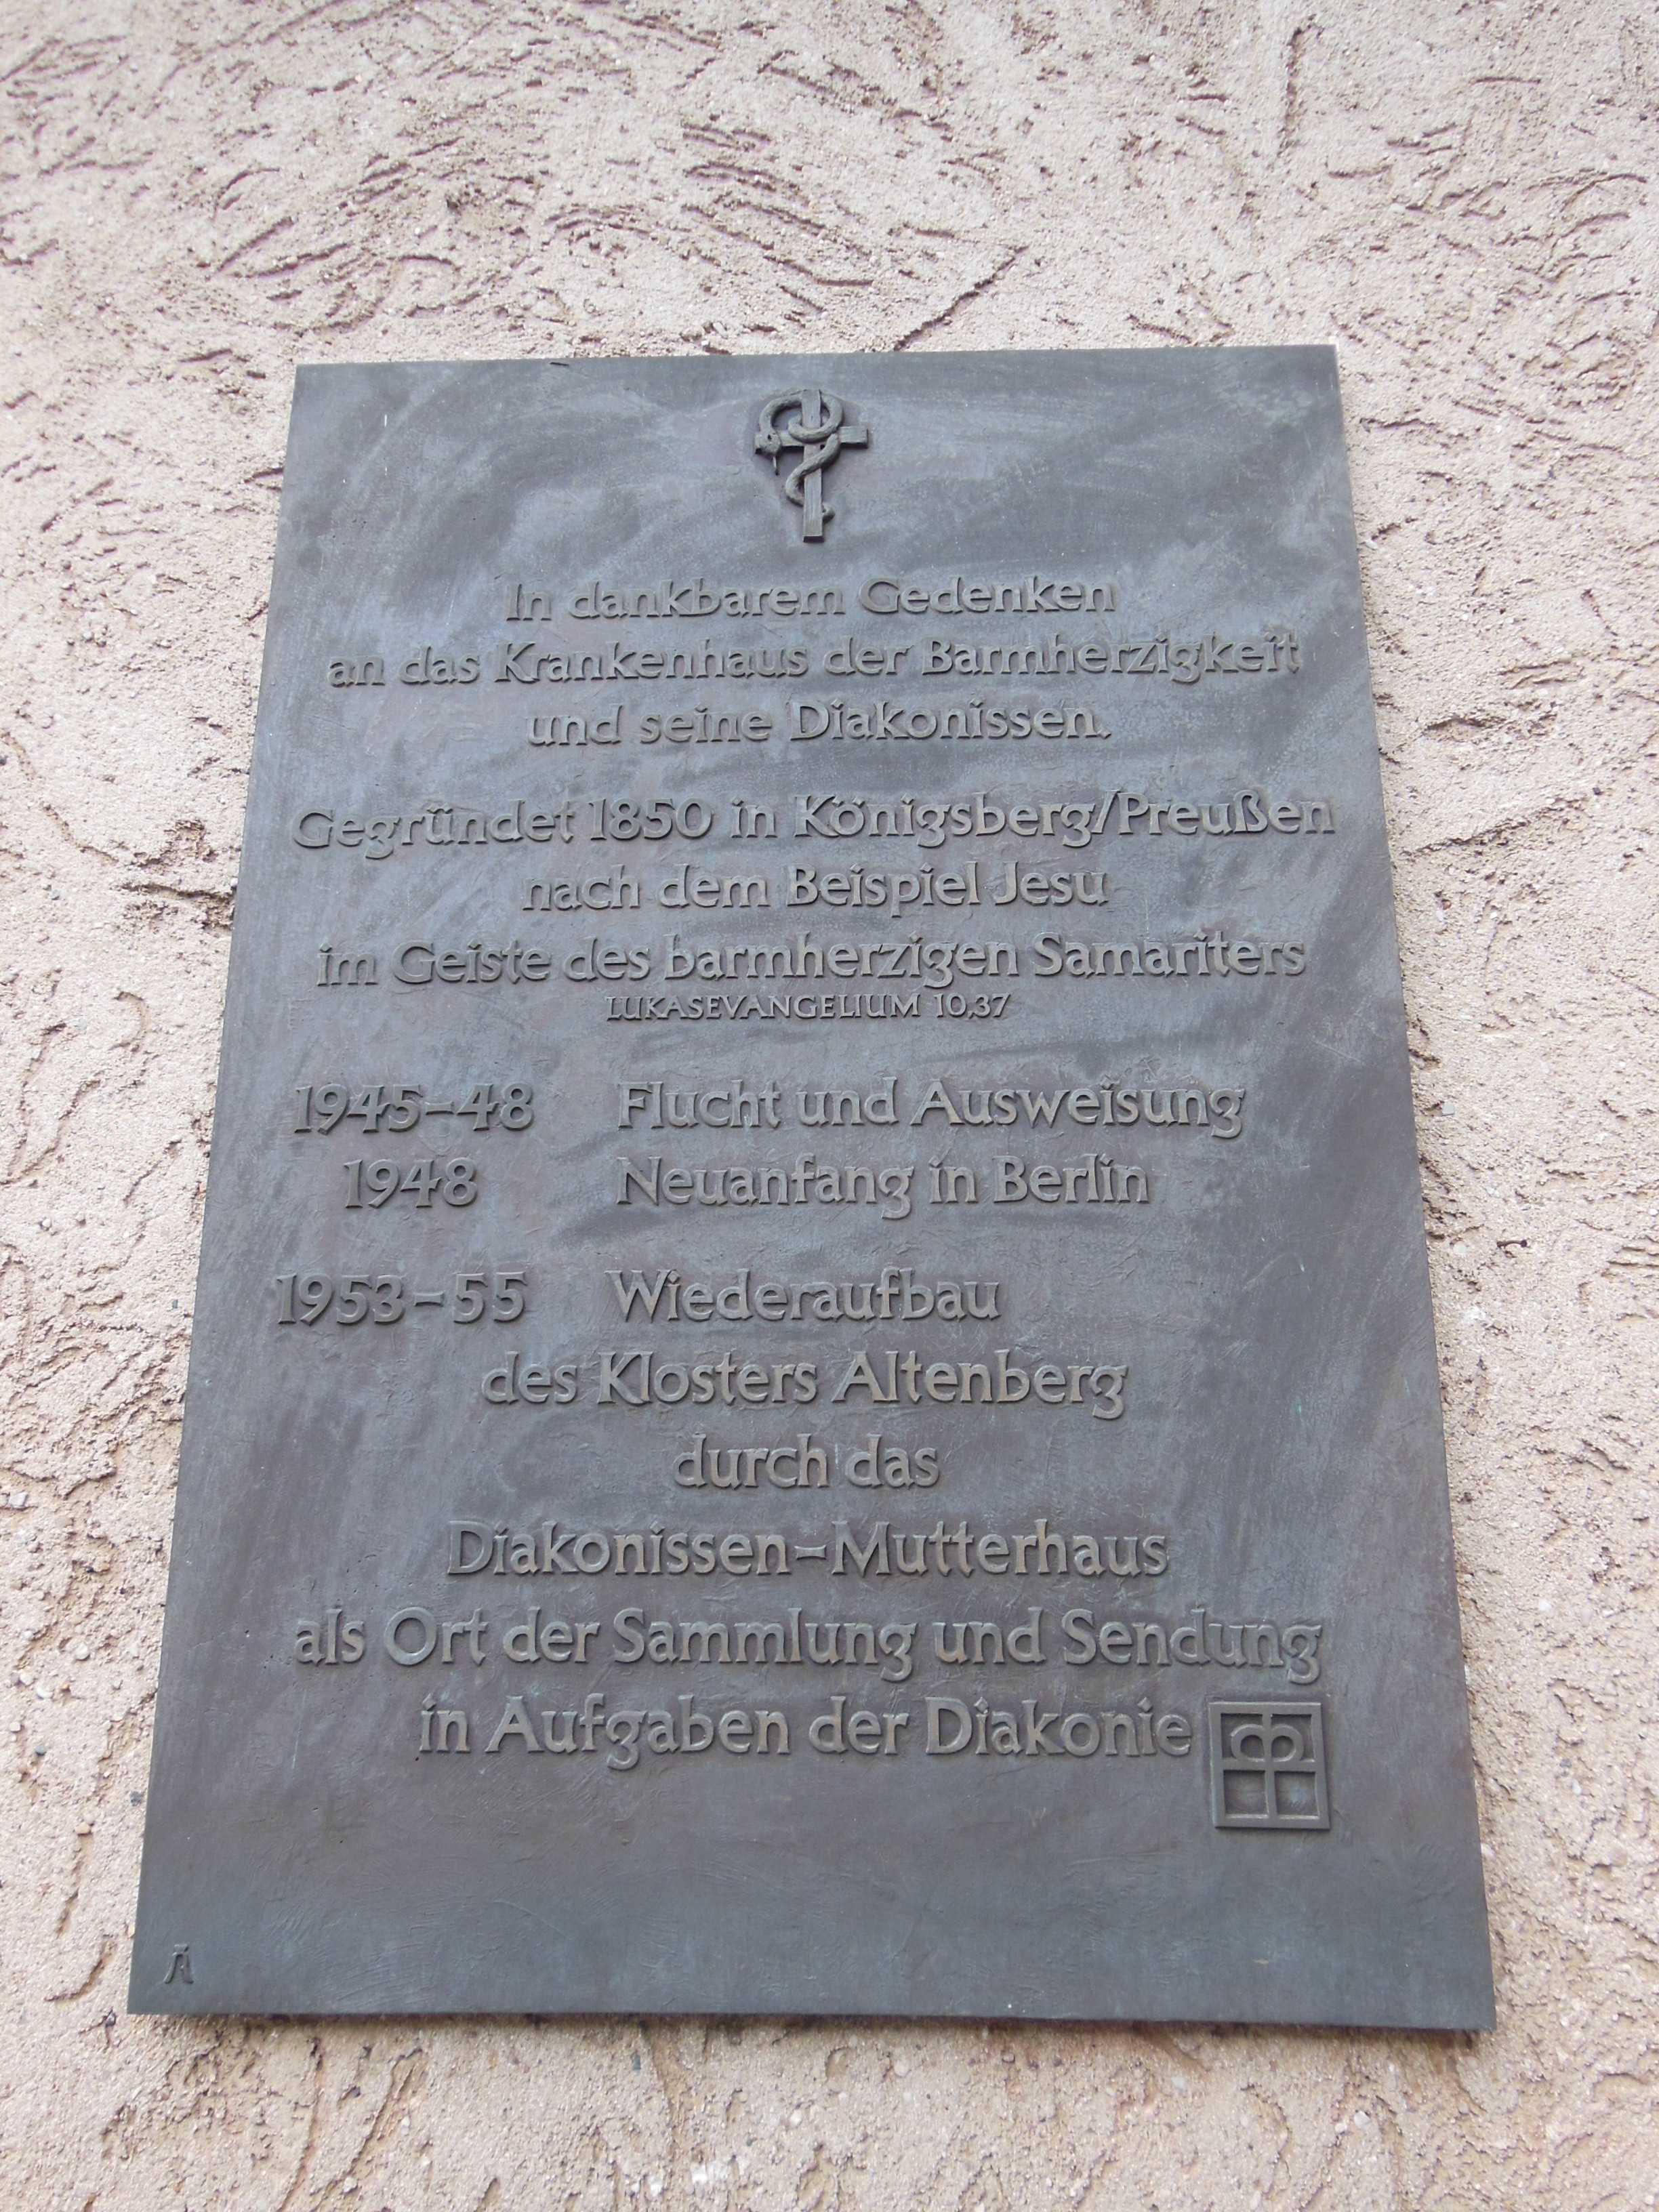 In dankbarem Gedenken
an das Krankenhaus der Barmherzigkeit
und seine Diakonissen.
Gegründet 1850 in Königsberg/Preußen
nach dem Beispiel Jesu
im Geiste des barmherzigen Samariters
LUKASEVANGELIUM 10,37
1945-48 Flucht und Ausweisung
1948 Neuanfang in Berlin
1953-55 Wiederaufbau
des Klosters Altenberg
durch das
Diakonissen-Mutterhaus
als Ort der Sammlung und Sendung
in Aufgaben der Diakonie